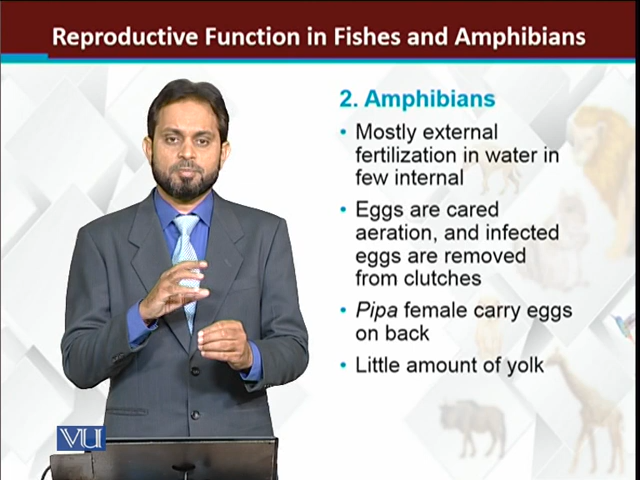 Reproductive Function in Fishes and Amphibians
2. Amphibians
• Mostly external
fertilization in water in
few internal
• Eggs are cared
aeration, and infected
eggs are removed
from clutches
• Pipa female carry eggs
on back
• Little amount of yolk
VU